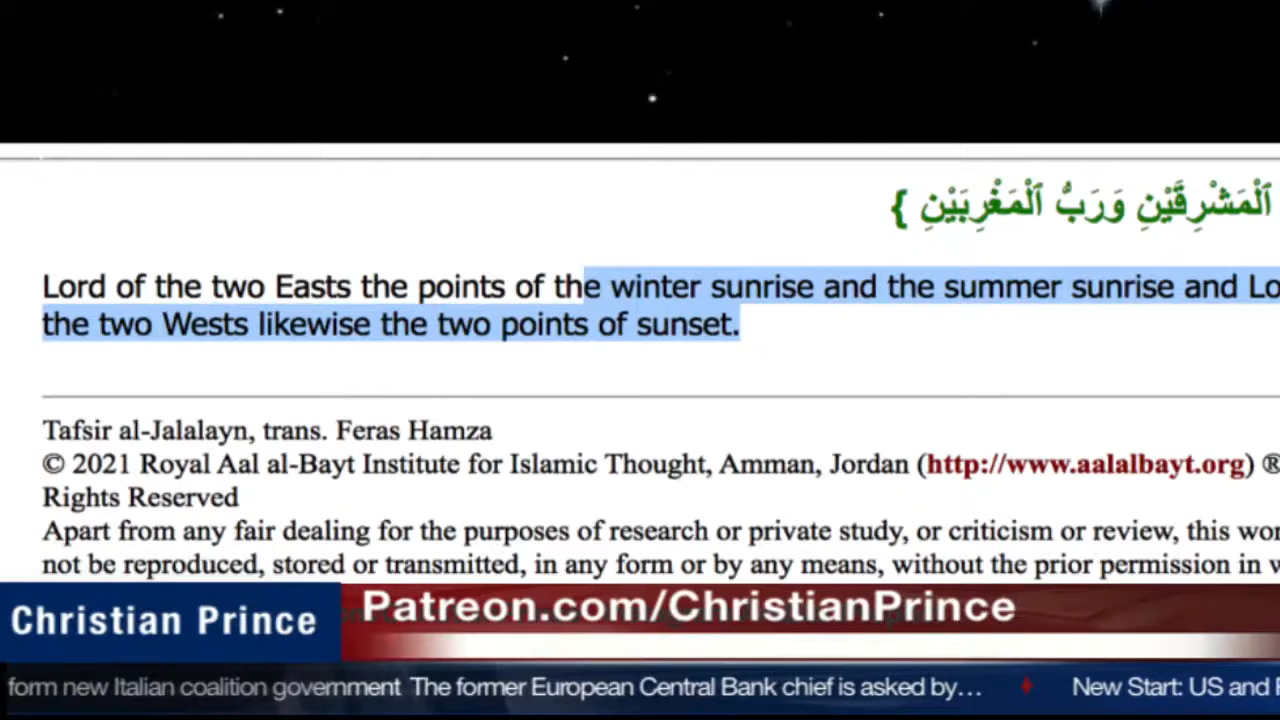 ٱلْمَشْرِقَيْنِ وَرَبُّ ٱلْمَغْرِبَيْنِ }
Lord of the two Easts the points of the winter sunrise and the summer sunrise and Lo
the two Wests likewise the two points of sunset.
Tafsir al-Jalalayn, trans. Feras Hamza
© 2021 Royal Aal al-Bayt Institute for Islamic Thought, Amman, Jordan (http://www.aalalbayt.org) ®
Rights Reserved
Apart from any fair dealing for the purposes of research or private study, or criticism or review, this wor
not be reproduced, stored or transmitted, in any form or by any means, without the prior permission in w
Christian Prince
Patreon.com/ChristianPrince
form new Italian coalition government The former European Central Bank chief is asked by... New Start: US and